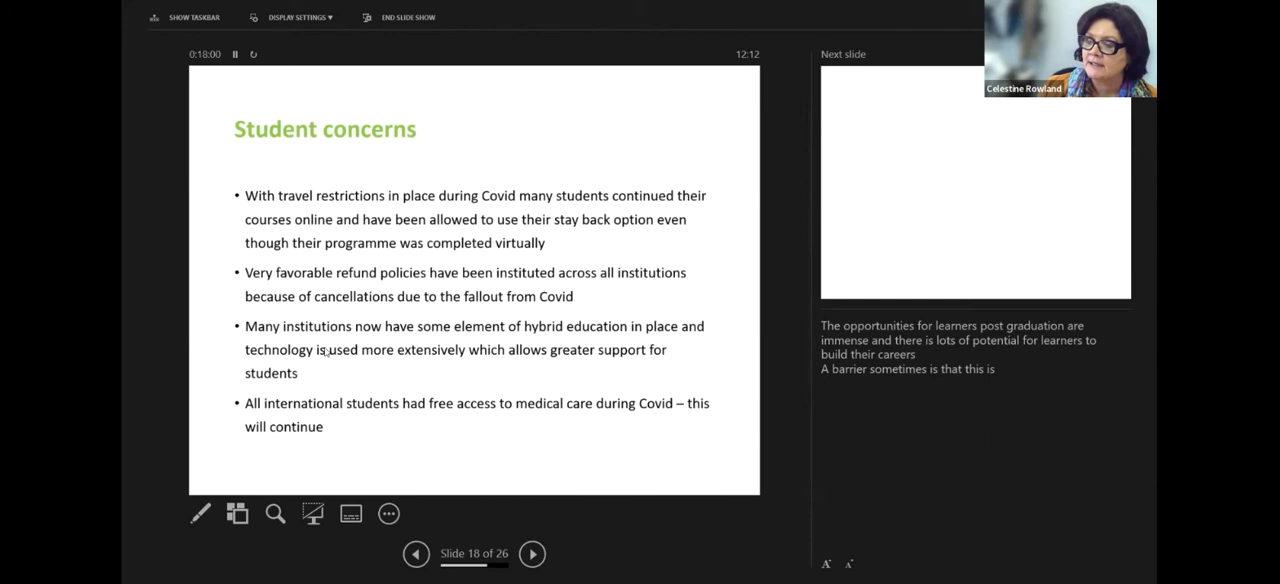 SHOW TASKBAR
DISPLAY SETTINGS ▾
END SLIDE SHOW
0:18:00
12:12
Next slide
Celestine Rowland
Student concerns
• With travel restrictions in place during Covid many students continued their
courses online and have been allowed to use their stay back option even
though their programme was completed virtually
• Very favorable refund policies have been instituted across all institutions
because of cancellations due to the fallout from Covid
• Many institutions now have some element of hybrid education in place and
technology is used more extensively which allows greater support for
students
• All international students had free access to medical care during Covid – this
will continue
The opportunities for learners post graduation are
immense and there is lots of potential for learners to
build their careers
A barrier sometimes is that this is
Slide 18 of 26
A A